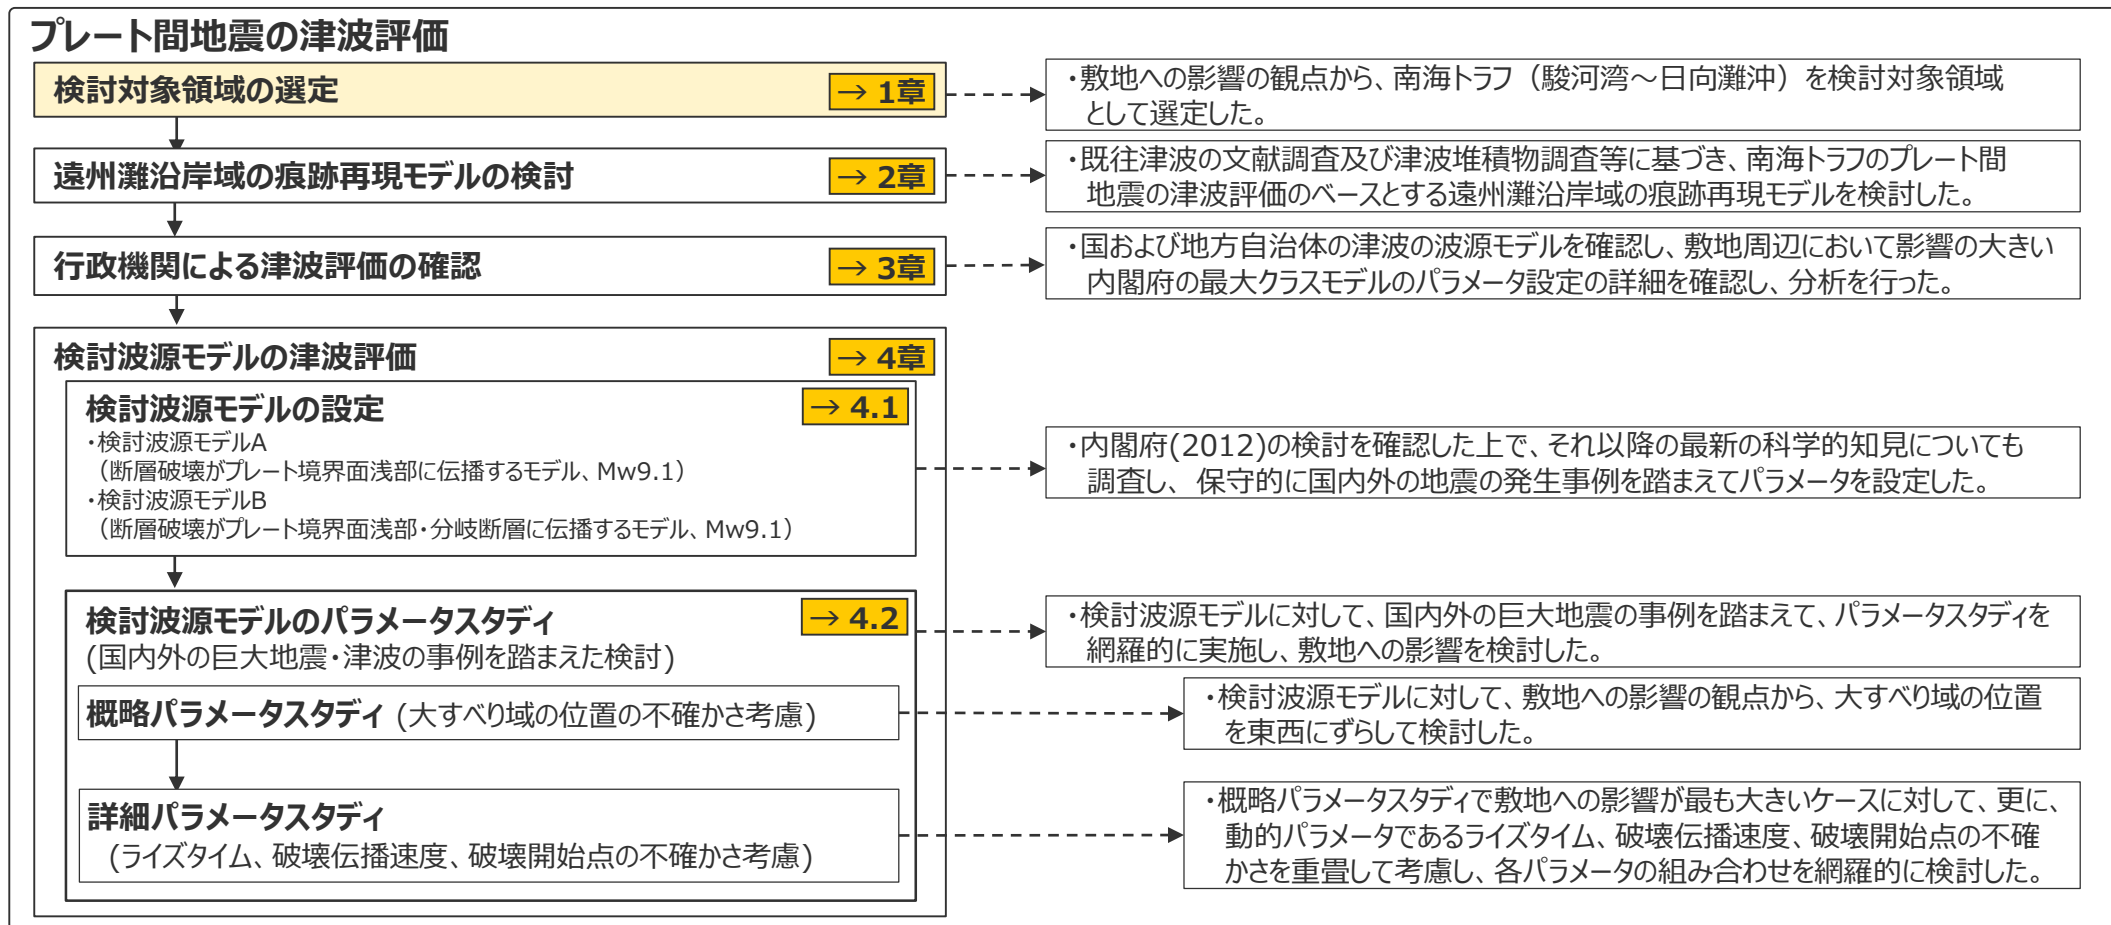 プレート間地震の津波評価
検討対象領域の選定
→ 1章
・敷地への影響の観点から、南海トラフ（駿河湾～日向灘沖）を検討対象領域
として選定した。
遠州灘沿岸域の痕跡再現モデルの検討
→ 2章
・既往津波の文献調査及び津波堆積物調査等に基づき、南海トラフのプレート間
地震の津波評価のベースとする遠州灘沿岸域の痕跡再現モデルを検討した。
行政機関による津波評価の確認
→ 3章
・国および地方自治体の津波の波源モデルを確認し、敷地周辺において影響の大きい
内閣府の最大クラスモデルのパラメータ設定の詳細を確認し、分析を行った。
検討波源モデルの津波評価
→ 4章
検討波源モデルの設定
→ 4.1
・検討波源モデルA
（断層破壊がプレート境界面浅部に伝播するモデル、Mw9.1）
・検討波源モデルB
（断層破壊がプレート境界面浅部・分岐断層に伝播するモデル、Mw9.1）
・内閣府(2012)の検討を確認した上で、それ以降の最新の科学的知見についても
調査し、保守的に国内外の地震の発生事例を踏まえてパラメータを設定した。
検討波源モデルのパラメータスタディ
→ 4.2
(国内外の巨大地震・津波の事例を踏まえた検討)
・検討波源モデルに対して、国内外の巨大地震の事例を踏まえて、パラメータスタディを
網羅的に実施し、敷地への影響を検討した。
概略パラメータスタディ (大すべり域の位置の不確かさ考慮)
・検討波源モデルに対して、敷地への影響の観点から、大すべり域の位置
を東西にずらして検討した。
詳細パラメータスタディ
(ライズタイム、破壊伝播速度、破壊開始点の不確かさ考慮)
・概略パラメータスタディで敷地への影響が最も大きいケースに対して、更に、
動的パラメータであるライズタイム、破壊伝播速度、破壊開始点の不確
かさを重畳して考慮し、各パラメータの組み合わせを網羅的に検討した。